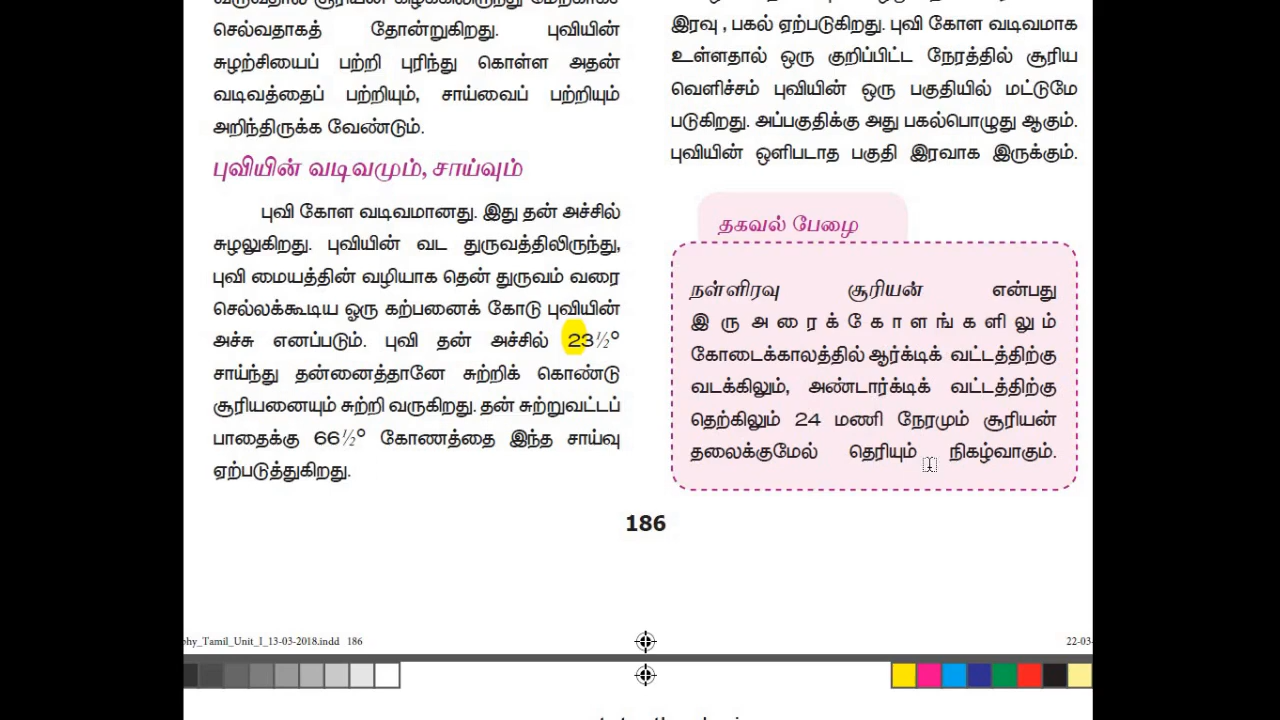 செல்வதாகத் தோன்றுகிறது. புவியின்
சுழற்சியைப் பற்றி புரிந்து கொள்ள அதன்
வடிவத்தைப் பற்றியும், சாய்வைப் பற்றியும்
அறிந்திருக்க வேண்டும்.
புவியின் வடிவமும், சாய்வும்
புவி கோள வடிவமானது. இது தன் அச்சில்
சுழலுகிறது. புவியின் வட துருவத்திலிருந்து,
புவி மையத்தின் வழியாக தென் துருவம் வரை
செல்லக்கூடிய ஒரு கற்பனைக் கோடு புவியின்
அச்சு எனப்படும். புவி தன் அச்சில் 23½°
சாய்ந்து தன்னைத்தானே சுற்றிக் கொண்டு
சூரியனையும் சுற்றி வருகிறது. தன் சுற்றுவட்டப்
பாதைக்கு 66½° கோணத்தை இந்த சாய்வு
ஏற்படுத்துகிறது.
இரவு , பகல் ஏற்படுகிறது. புவி கோள வடிவமாக
உள்ளதால் ஒரு குறிப்பிட்ட நேரத்தில் சூரிய
வெளிச்சம் புவியின் ஒரு பகுதியில் மட்டுமே
படுகிறது. அப்பகுதிக்கு அது பகல்பொழுது ஆகும்.
புவியின் ஒளிபடாத பகுதி இரவாக இருக்கும்.
தகவல் பேழை
நள்ளிரவு சூரியன் என்பது
இரு அரைக்கோளங்களிலும்
கோடைக்காலத்தில் ஆர்க்டிக் வட்டத்திற்கு
வடக்கிலும், அண்டார்க்டிக் வட்டத்திற்கு
தெற்கிலும் 24 மணி நேரமும் சூரியன்
தலைக்குமேல் தெரியும் நிகழ்வாகும்.
186
hy_Tamil_Unit_I_13-03-2018.indd 186
22-03-